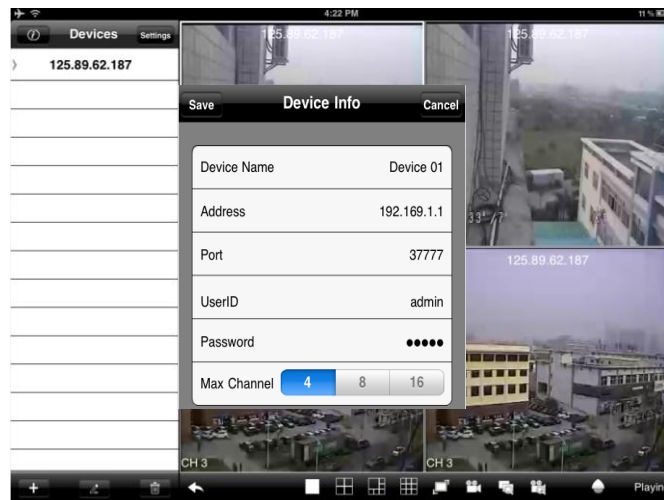 4:22 PM
11%
Devices
Settings
125.89.62.187
125.89.62.187
125.89.62.187
Save
Device Info
Cancel
Device Name
Device 01
Address
192.169.1.1
Port
37777
UserID
admin
Password
●●●●●
Max Channel
4
8
16
125.89.62.187
CH 3
CH 3
Playin